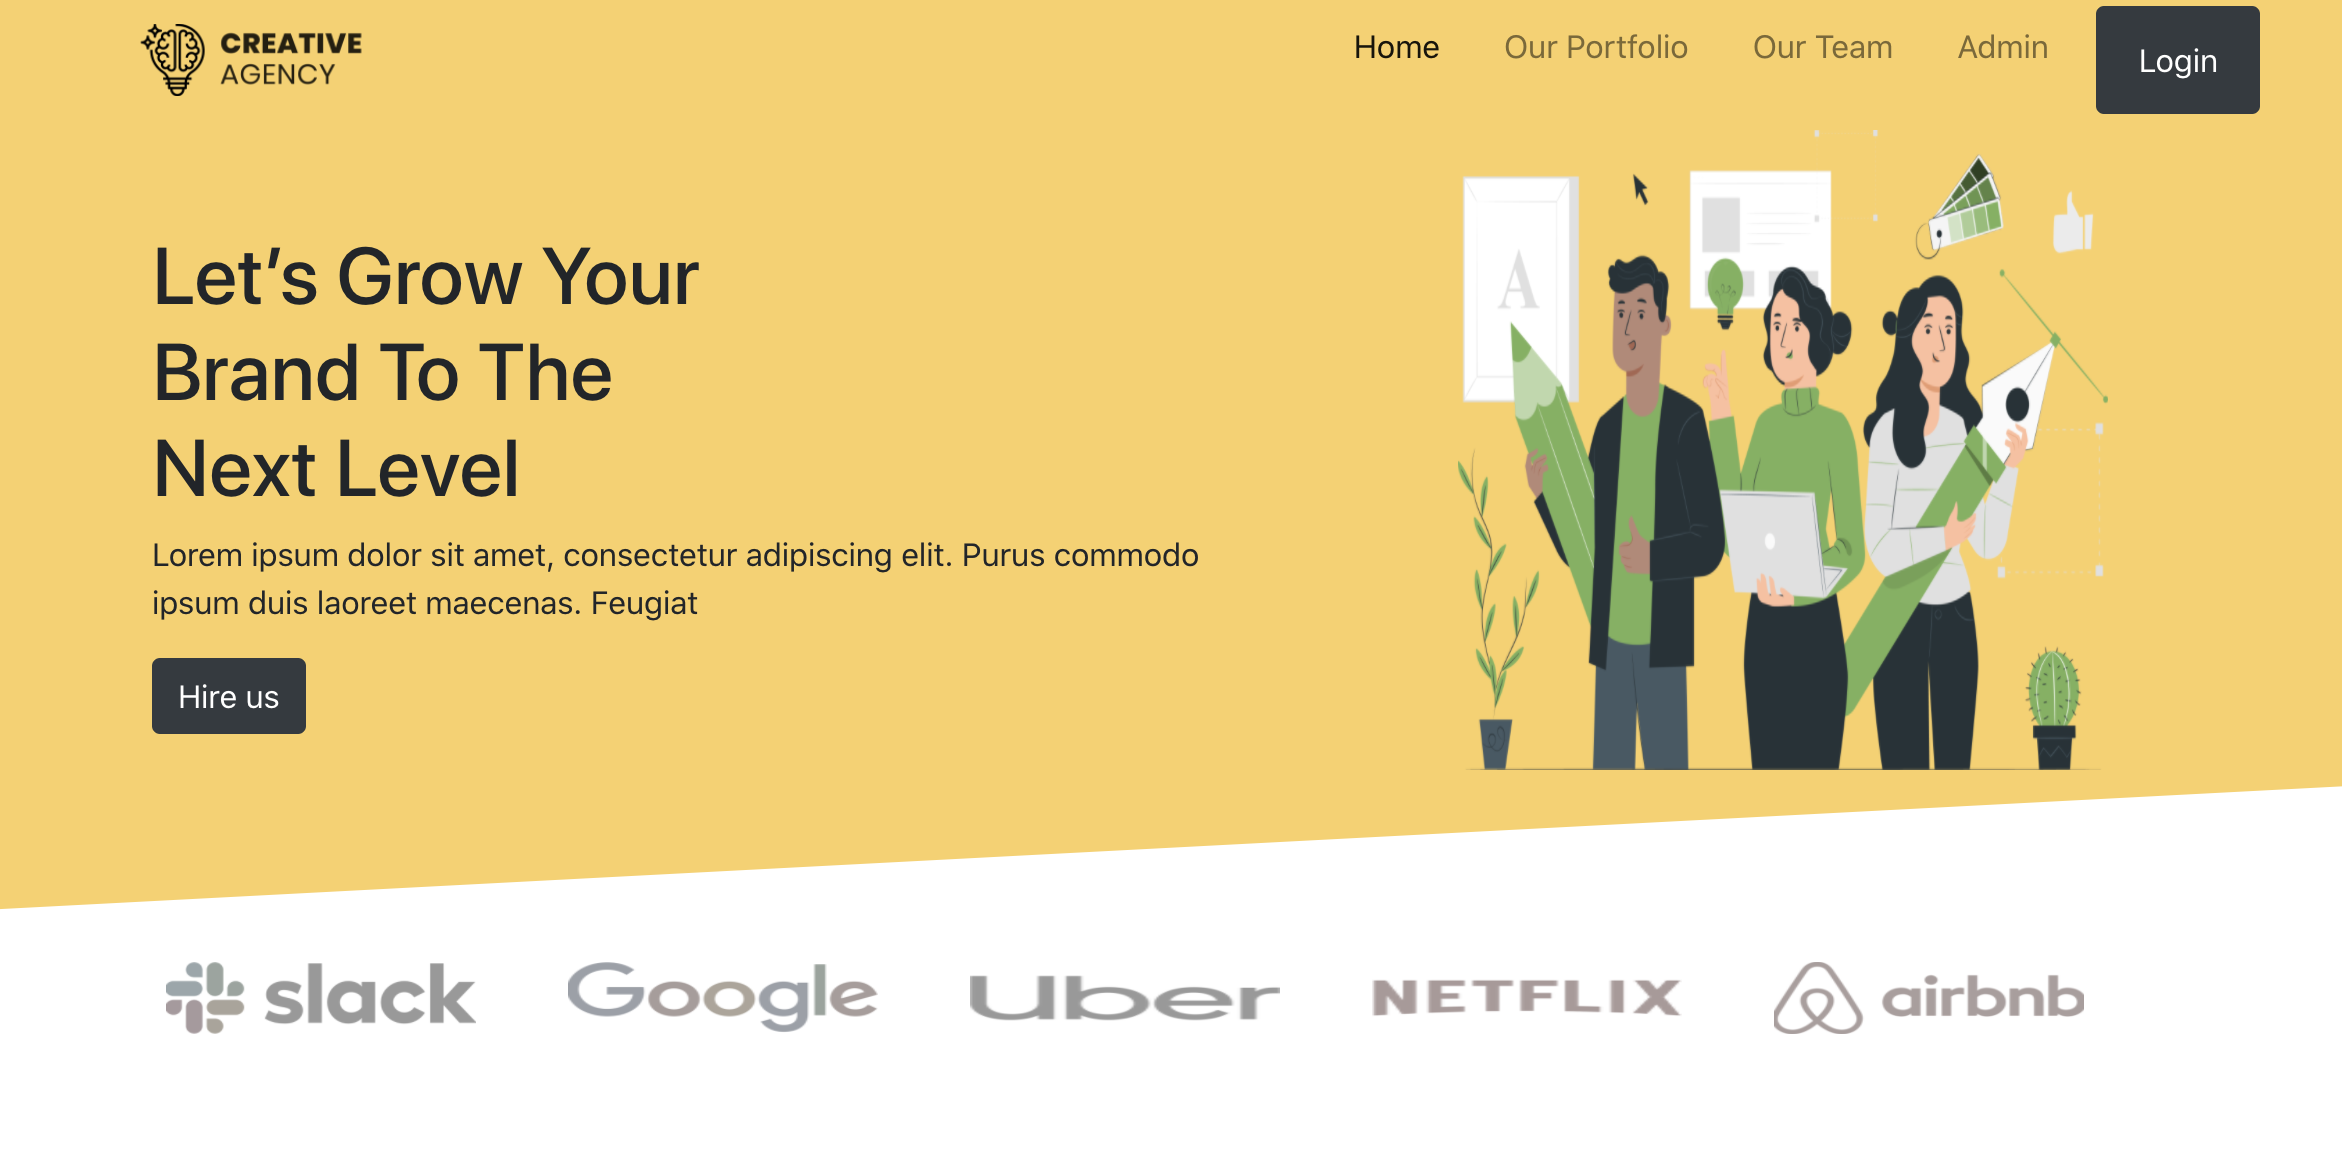 CREATIVE
AGENCY
Home Our Portfolio Our Team Admin Login
Let’s Grow Your
Brand To The
Next Level
Lorem ipsum dolor sit amet, consectetur adipiscing elit. Purus commodo
ipsum duis laoreet maecenas. Feugiat
Hire us
A
slack Google Uber NETFLIX airbnb